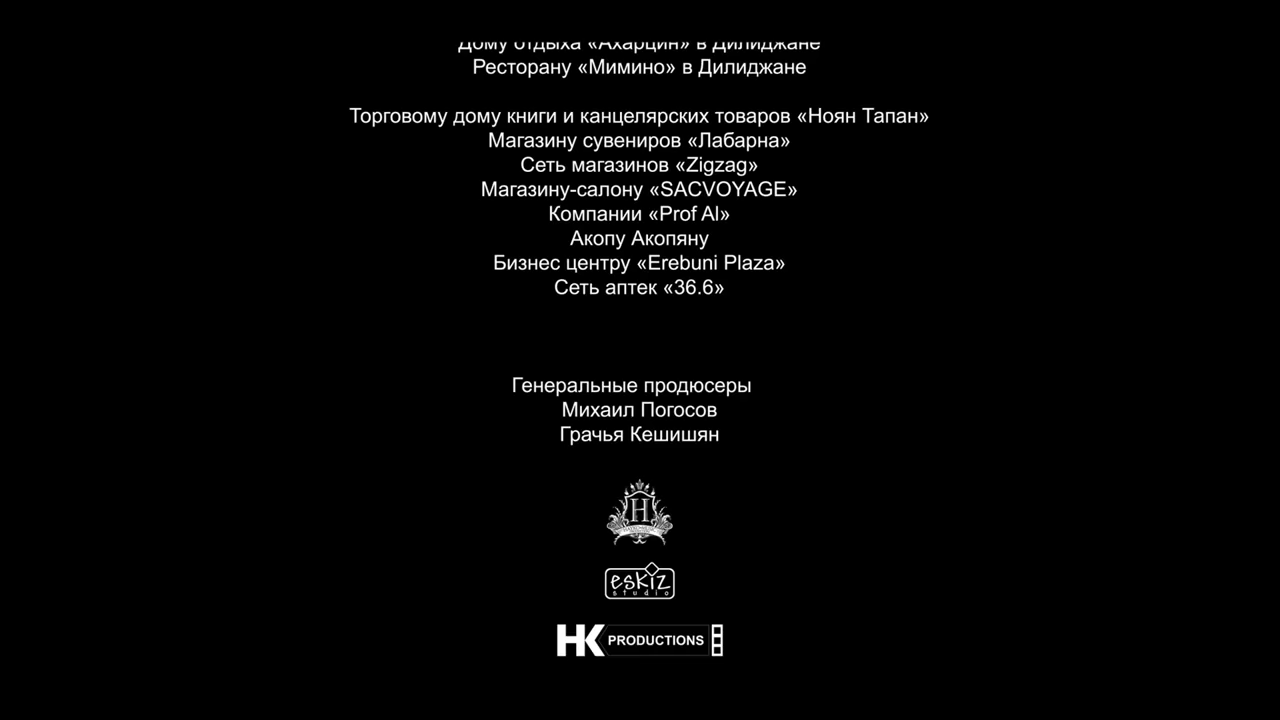 Дому отдыха «Ахарцин» в Дилиджане
Ресторану «Мимино» в Дилиджане
Торговому дому книги и канцелярских товаров «Ноян Тапан»
Магазину сувениров «Лабарна»
Сеть магазинов «Zigzag»
Магазину-салону «SACVOYAGE»
Компании «Prof Al»
Акопу Акопяну
Бизнес центру «Erebuni Plaza»
Сеть аптек «36.6»
Генеральные продюсеры
Михаил Погосов
Грачья Кешишян
H
eskiz
studio
HK PRODUCTIONS